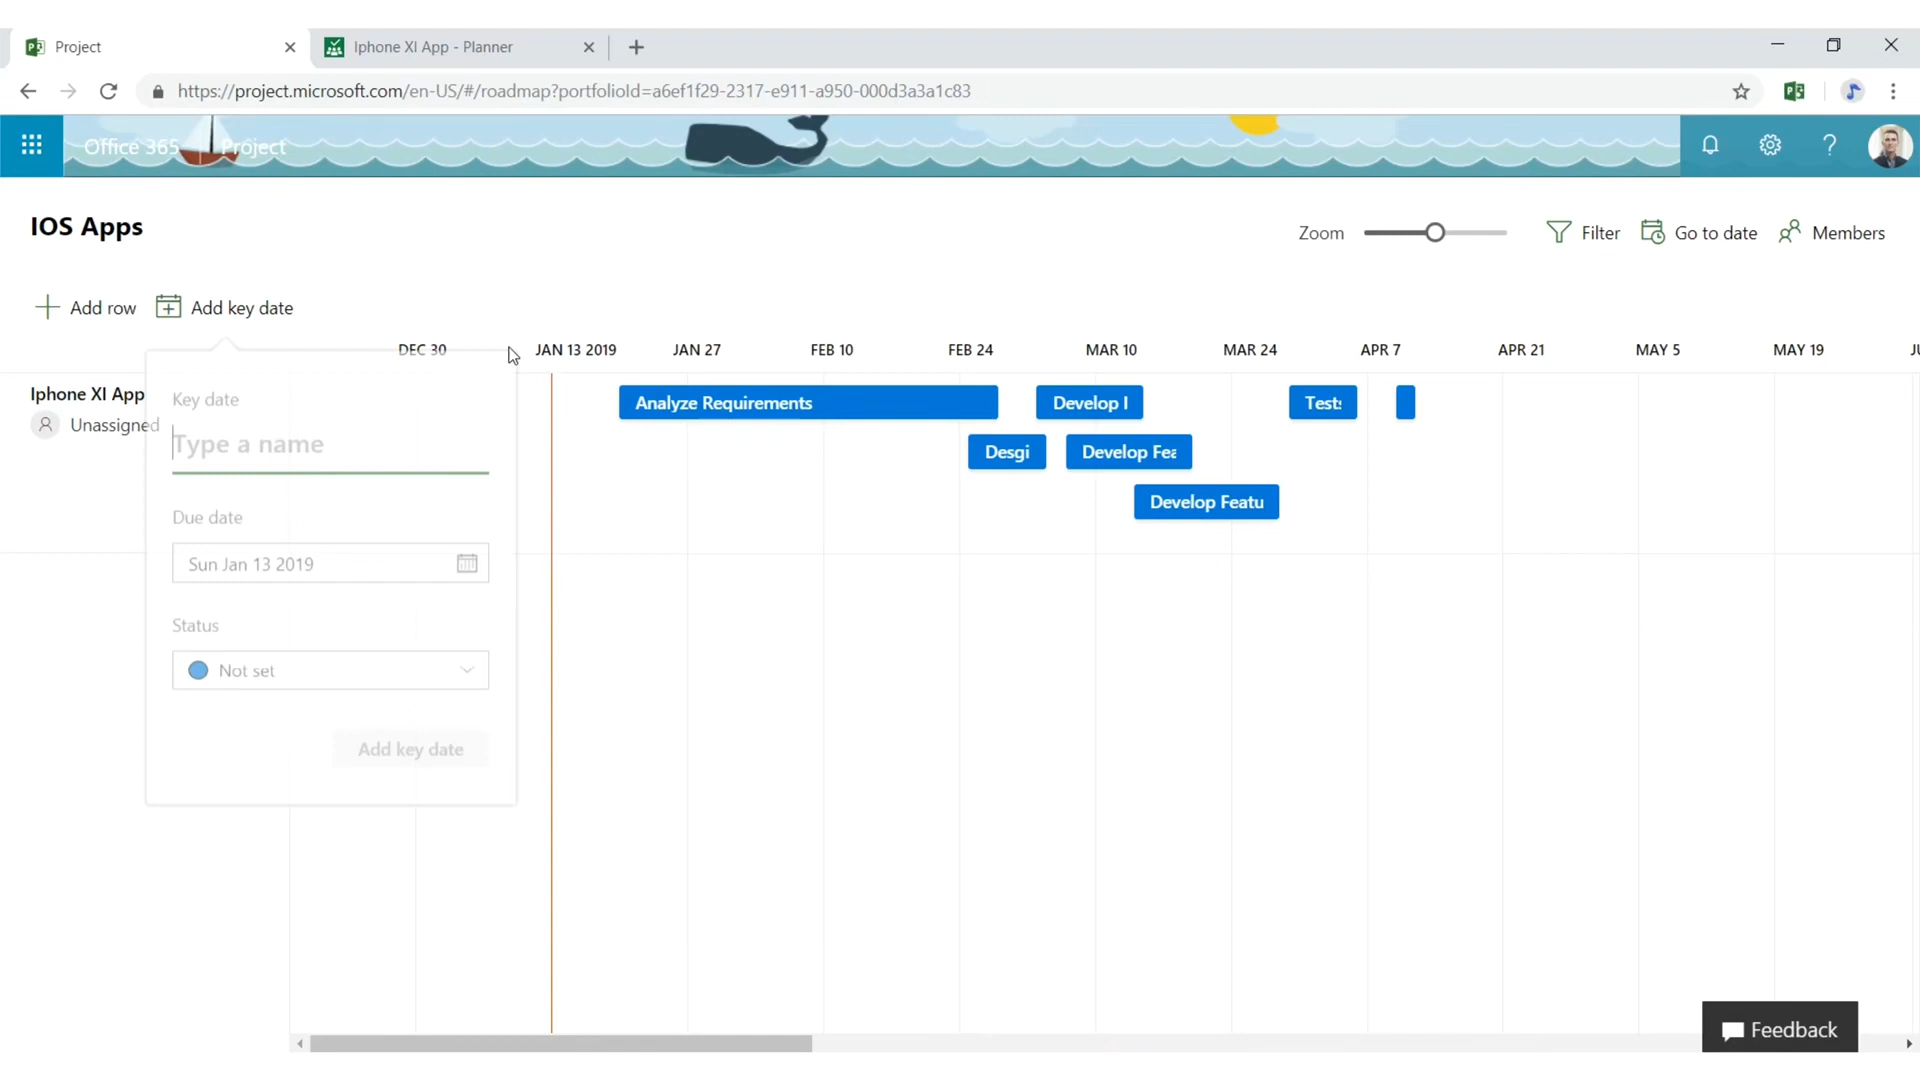 Project
Iphone XI App - Planner
https://project.microsoft.com/en-US/#/roadmap?portfolioId=a6ef1f29-2317-e911-a950-000d3a3a1c83
Office 365
Project
IOS Apps
Zoom
Filter
Go to date
Members
Add row
Add key date
DEC 30
JAN 13 2019
JAN 27
FEB 10
FEB 24
MAR 10
MAR 24
APR 7
APR 21
MAY 5
MAY 19
JU
Iphone XI App
Unassigned
Analyze Requirements
Develop I
Tests
Desgi
Develop Fea
Develop Featu
Key date
Type a name
Due date
Sun Jan 13 2019
Status
Not set
Add key date
Feedback